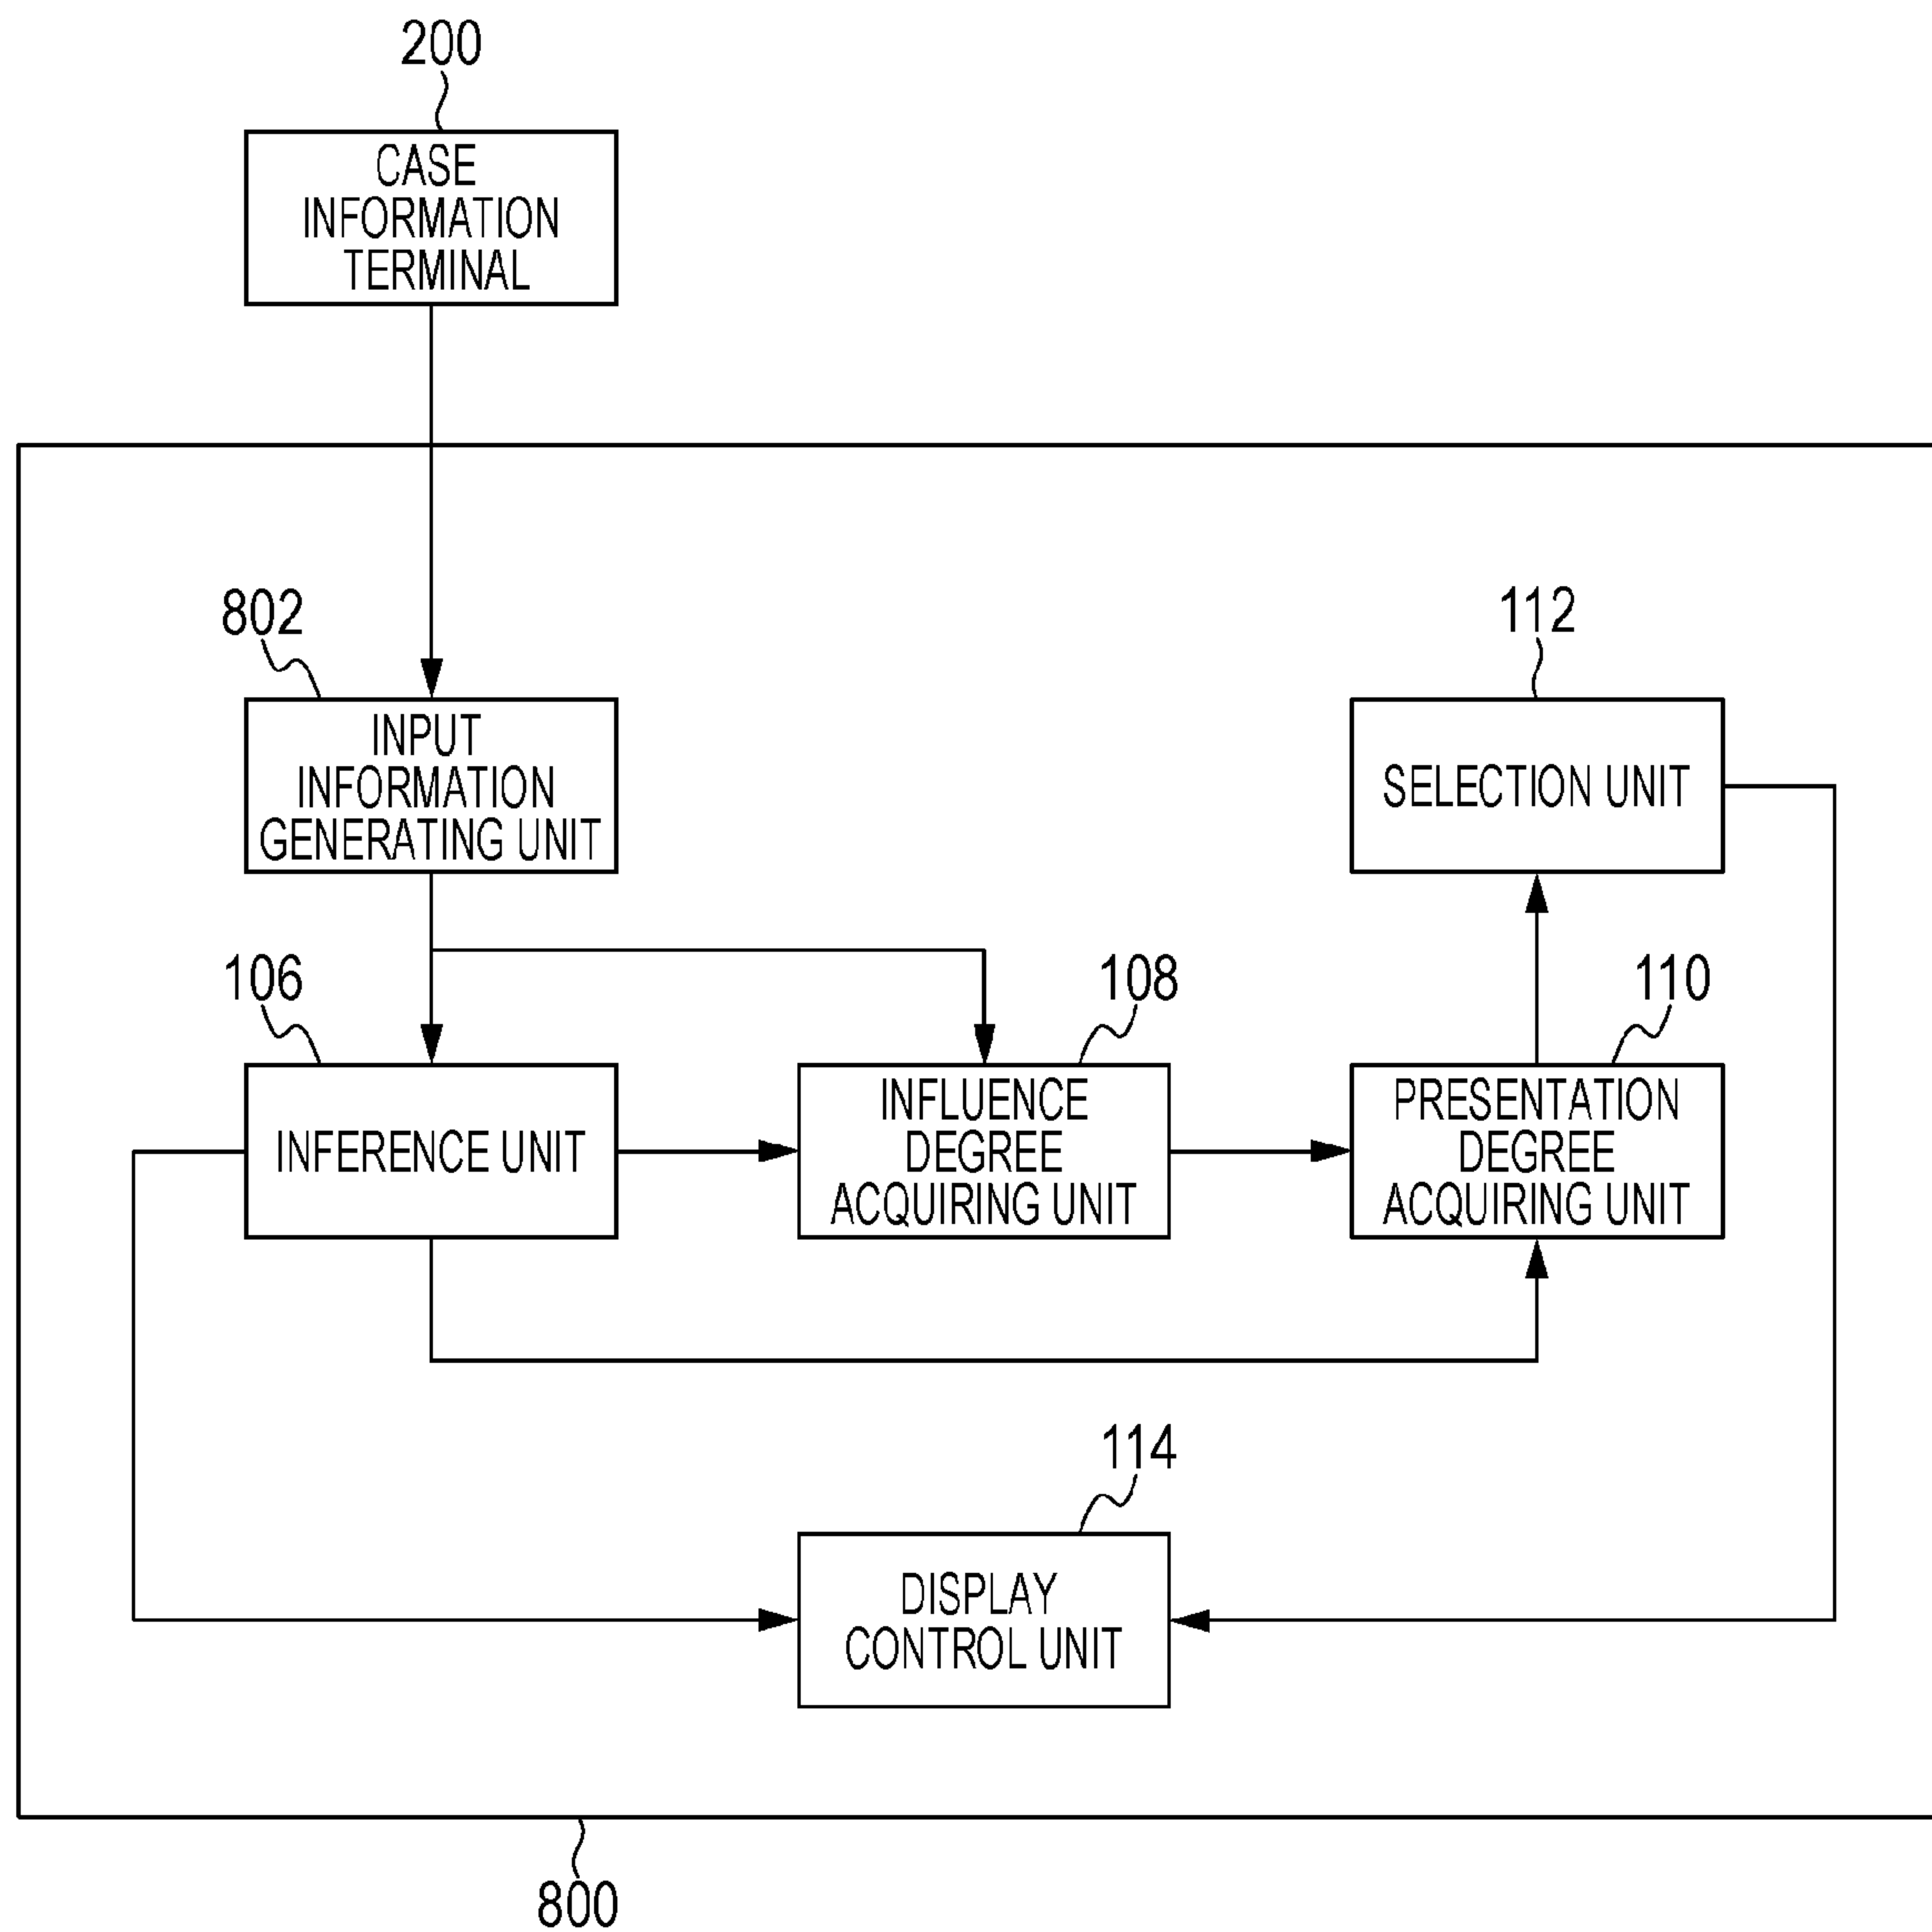 200
CASE
INFORMATION
TERMINAL
802
INPUT
INFORMATION
GENERATING UNIT
112
SELECTION UNIT
106
INFERENCE UNIT
108
INFLUENCE
DEGREE
ACQUIRING UNIT
110
PRESENTATION
DEGREE
ACQUIRING UNIT
114
DISPLAY
CONTROL UNIT
800